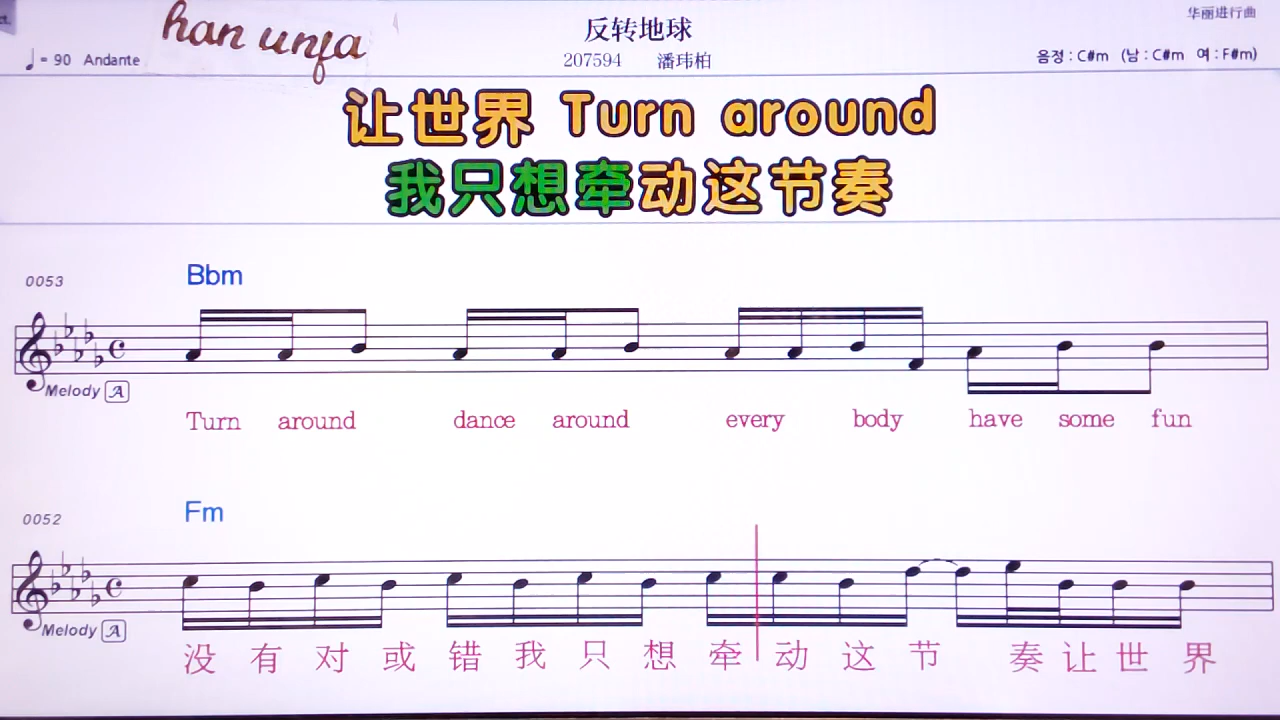 ct.
han unfa
反转地球
华丽进行曲
♩= 90 Andante
207594 潘玮柏
음정 : C#m (남 : C#m 여 : F#m)
让世界 Turn around
我只想牵动这节奏
0053
Bbm
Melody A
Turn around dance around every body have some fun
0052
Fm
Melody A
没有对或错我只想牵动这节奏让世界